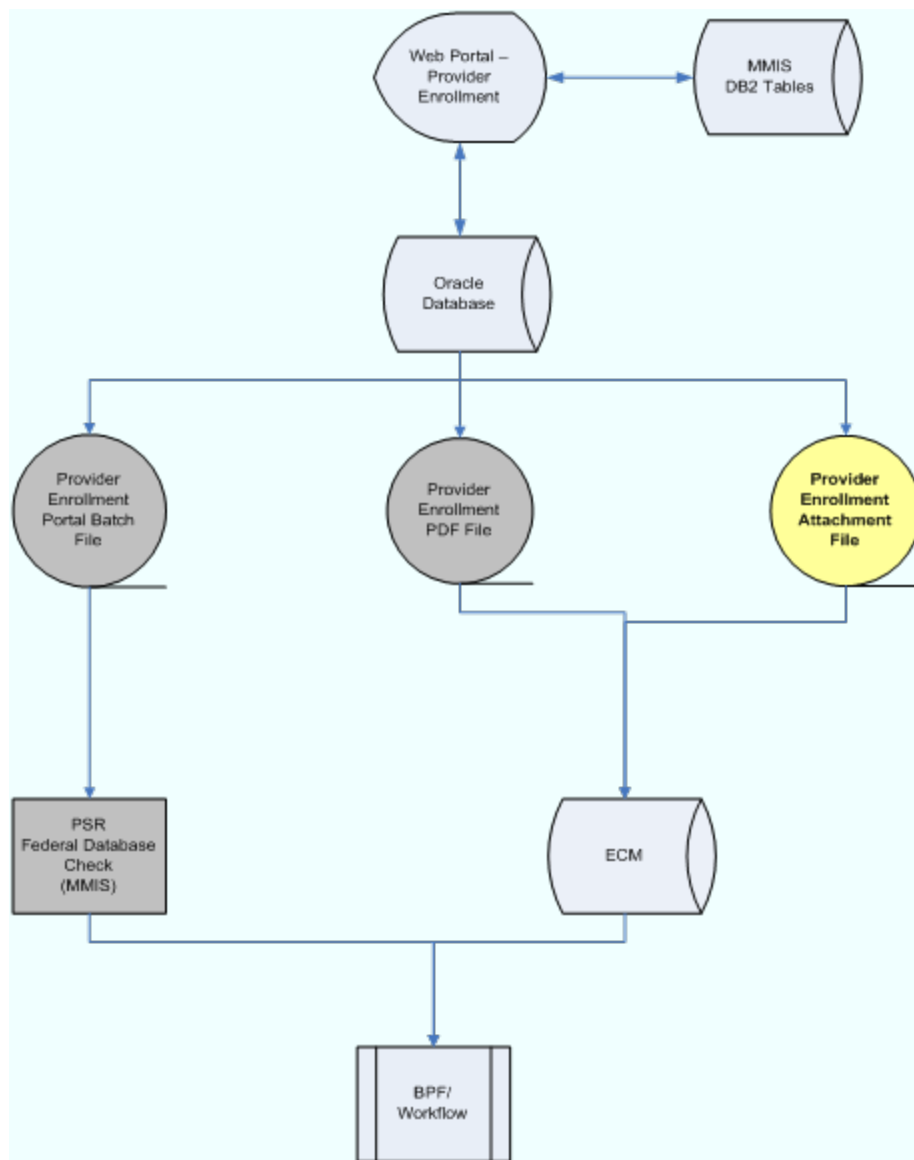 Web Portal –
Provider
Enrollment
MMIS
DB2 Tables
Oracle
Database
Provider
Enrollment
Portal Batch
File
Provider
Enrollment
PDF File
Provider
Enrollment
Attachment
File
PSR
Federal Database
Check
(MMIS)
ECM
BPF/
Workflow